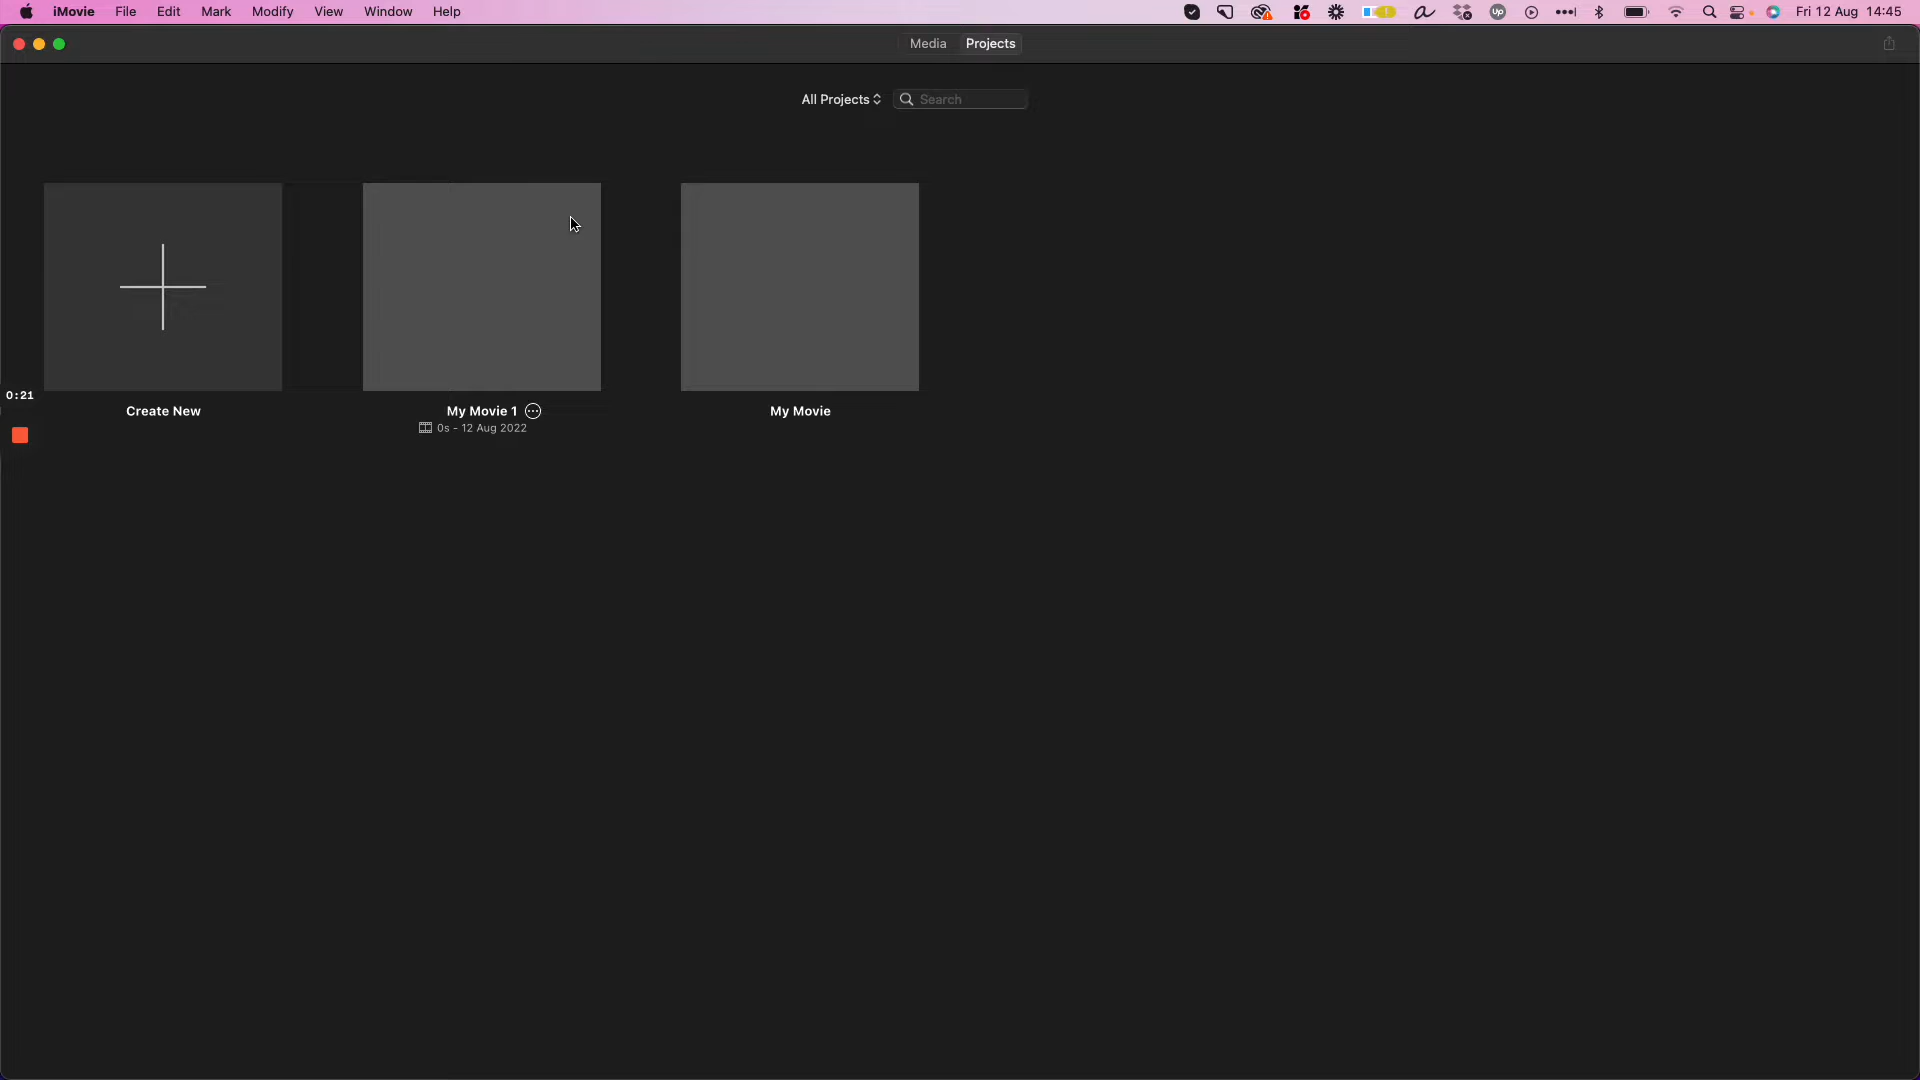 iMovie File Edit Mark Modify View Window Help Up Fri 12 Aug 14:45
Media Projects
All Projects Search
0:21
Create New My Movie 1 My Movie
0s - 12 Aug 2022